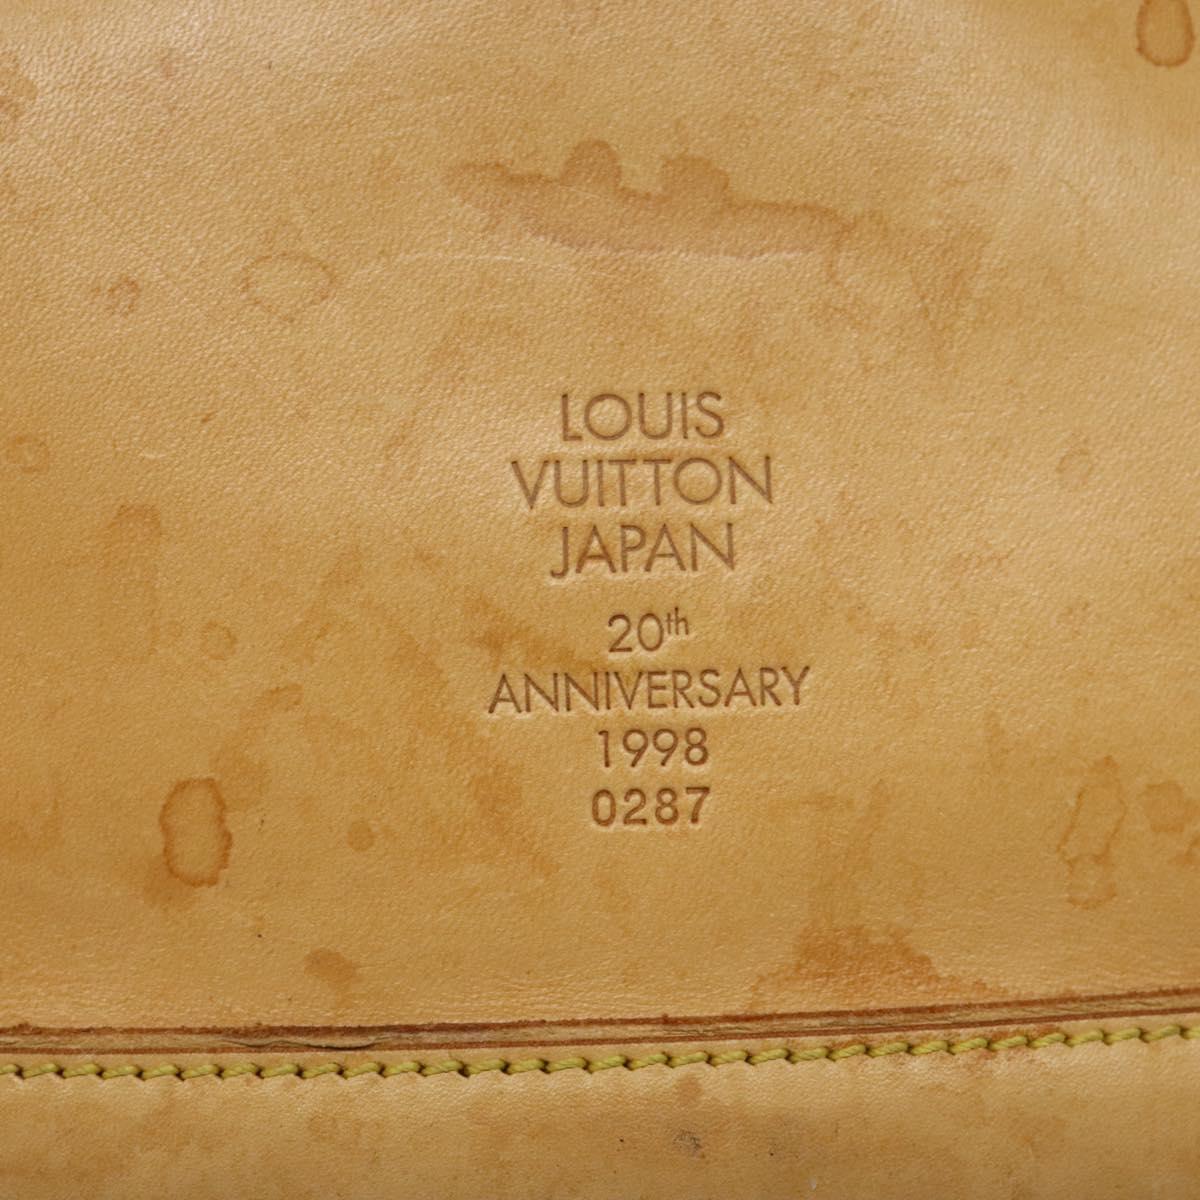 LOUIS
VUITTON
JAPAN
20th
ANNIVERSARY
1998
0287